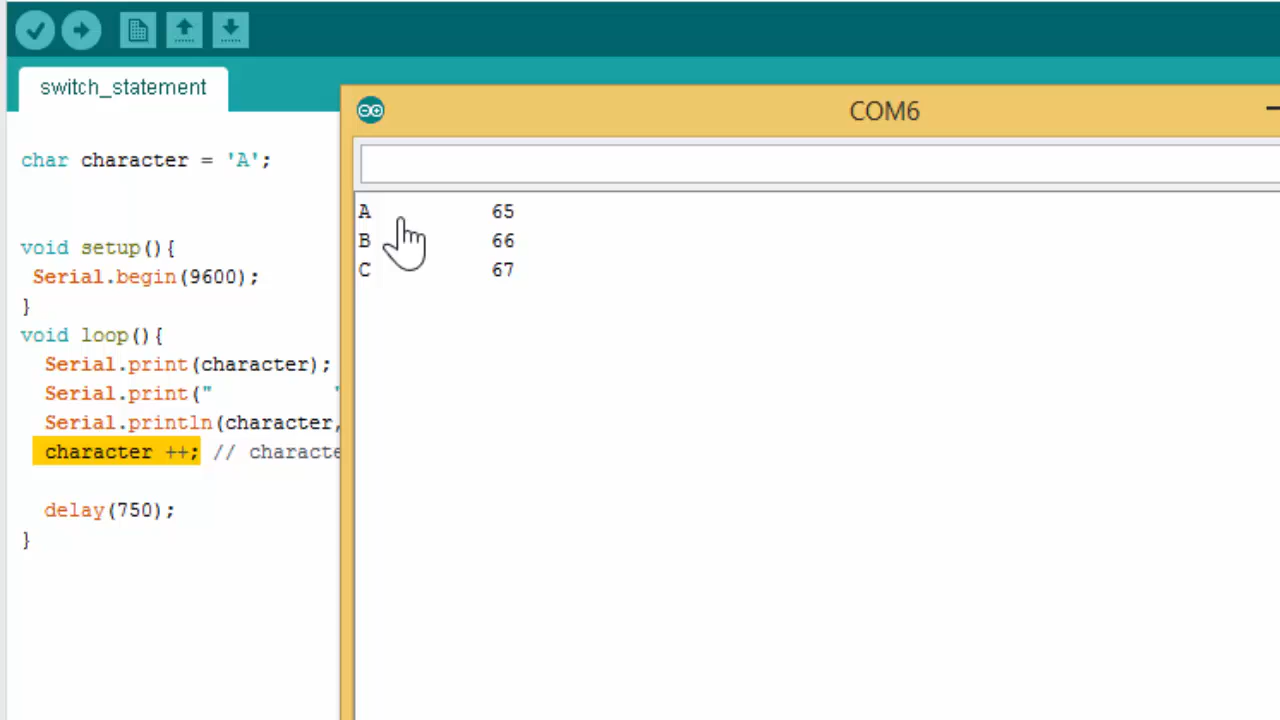 switch_statement
COM6
char character = 'A';
void setup(){
Serial.begin(9600);
}
void loop(){
Serial.print(character);
Serial.print("          "
Serial.println(character,
character ++; // characte
delay(750);
}
A          65
B          66
C          67